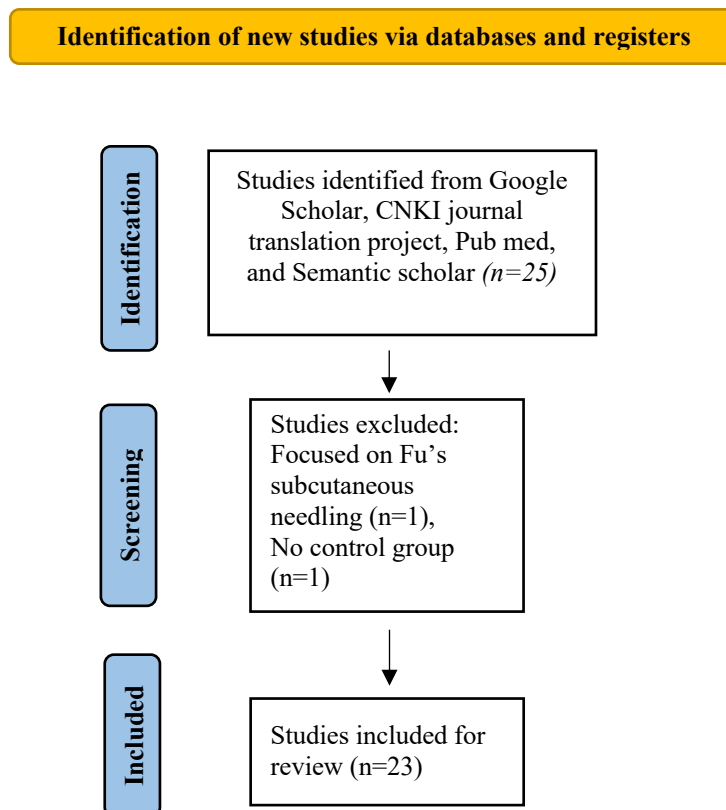 Identification of new studies via databases and registers
Identification
Studies identified from Google
Scholar, CNKI journal
translation project, Pub med,
and Semantic scholar (n=25)
Screening
Studies excluded:
Focused on Fu’s
subcutaneous
needling (n=1),
No control group
(n=1)
Included
Studies included for
review (n=23)